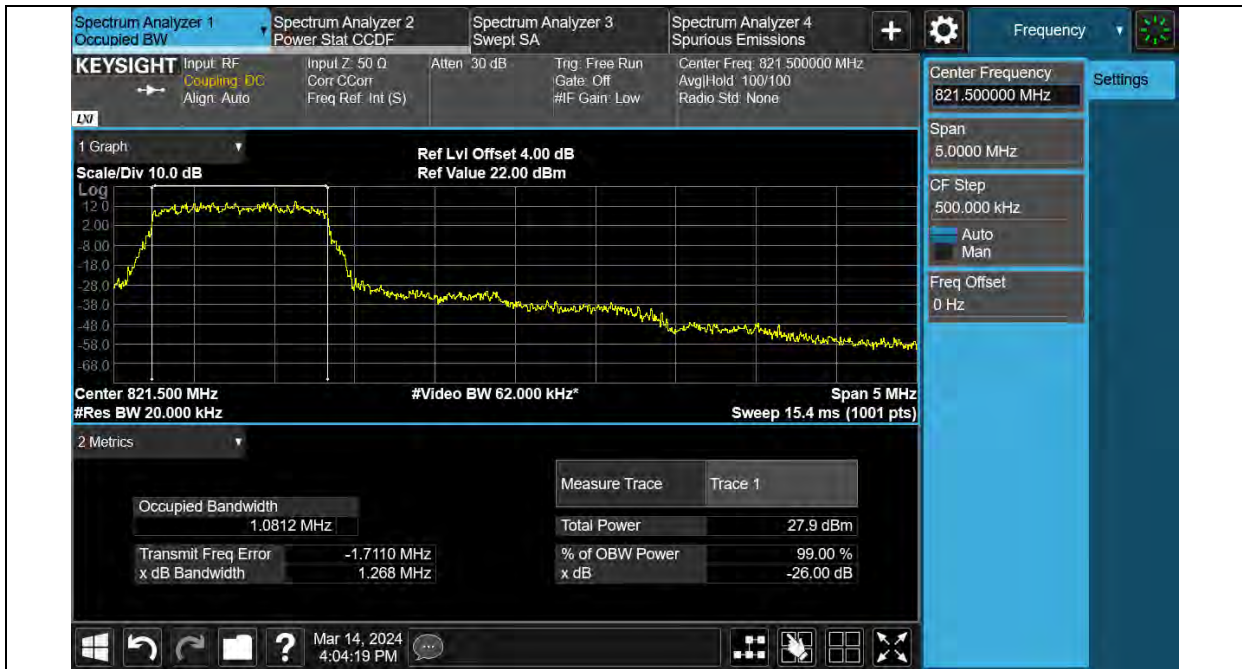 Spectrum Analyzer 1
Occupied BW
Spectrum Analyzer 2
Power Stat CCDF
Spectrum Analyzer 3
Swept SA
Spectrum Analyzer 4
Spurious Emissions
+
Frequency
KEYSIGHT
LXI
Input: RF
Coupling: DC
Align: Auto
Input Z: 50 Ω
Corr CCorr
Freq Ref: Int (S)
Atten: 30 dB
Trig: Free Run
Gate: Off
#IF Gain: Low
Center Freq: 821.500000 MHz
Avg|Hold: 100/100
Radio Std: None
Center Frequency
821.500000 MHz
Settings
Span
5.0000 MHz
CF Step
500.000 kHz
Auto
Man
Freq Offset
0 Hz
1 Graph
Scale/Div 10.0 dB
Ref Lvl Offset 4.00 dB
Ref Value 22.00 dBm
Log
12.0
2.00
-8.00
-18.0
-28.0
-38.0
-48.0
-58.0
-68.0
Center 821.500 MHz
#Video BW 62.000 kHz*
Span 5 MHz
#Res BW 20.000 kHz
Sweep 15.4 ms (1001 pts)
2 Metrics
Measure Trace Trace 1
Occupied Bandwidth
1.0812 MHz
Total Power 27.9 dBm
Transmit Freq Error -1.7110 MHz
% of OBW Power 99.00 %
x dB Bandwidth 1.268 MHz
x dB -26.00 dB
?
Mar 14, 2024
4:04:19 PM